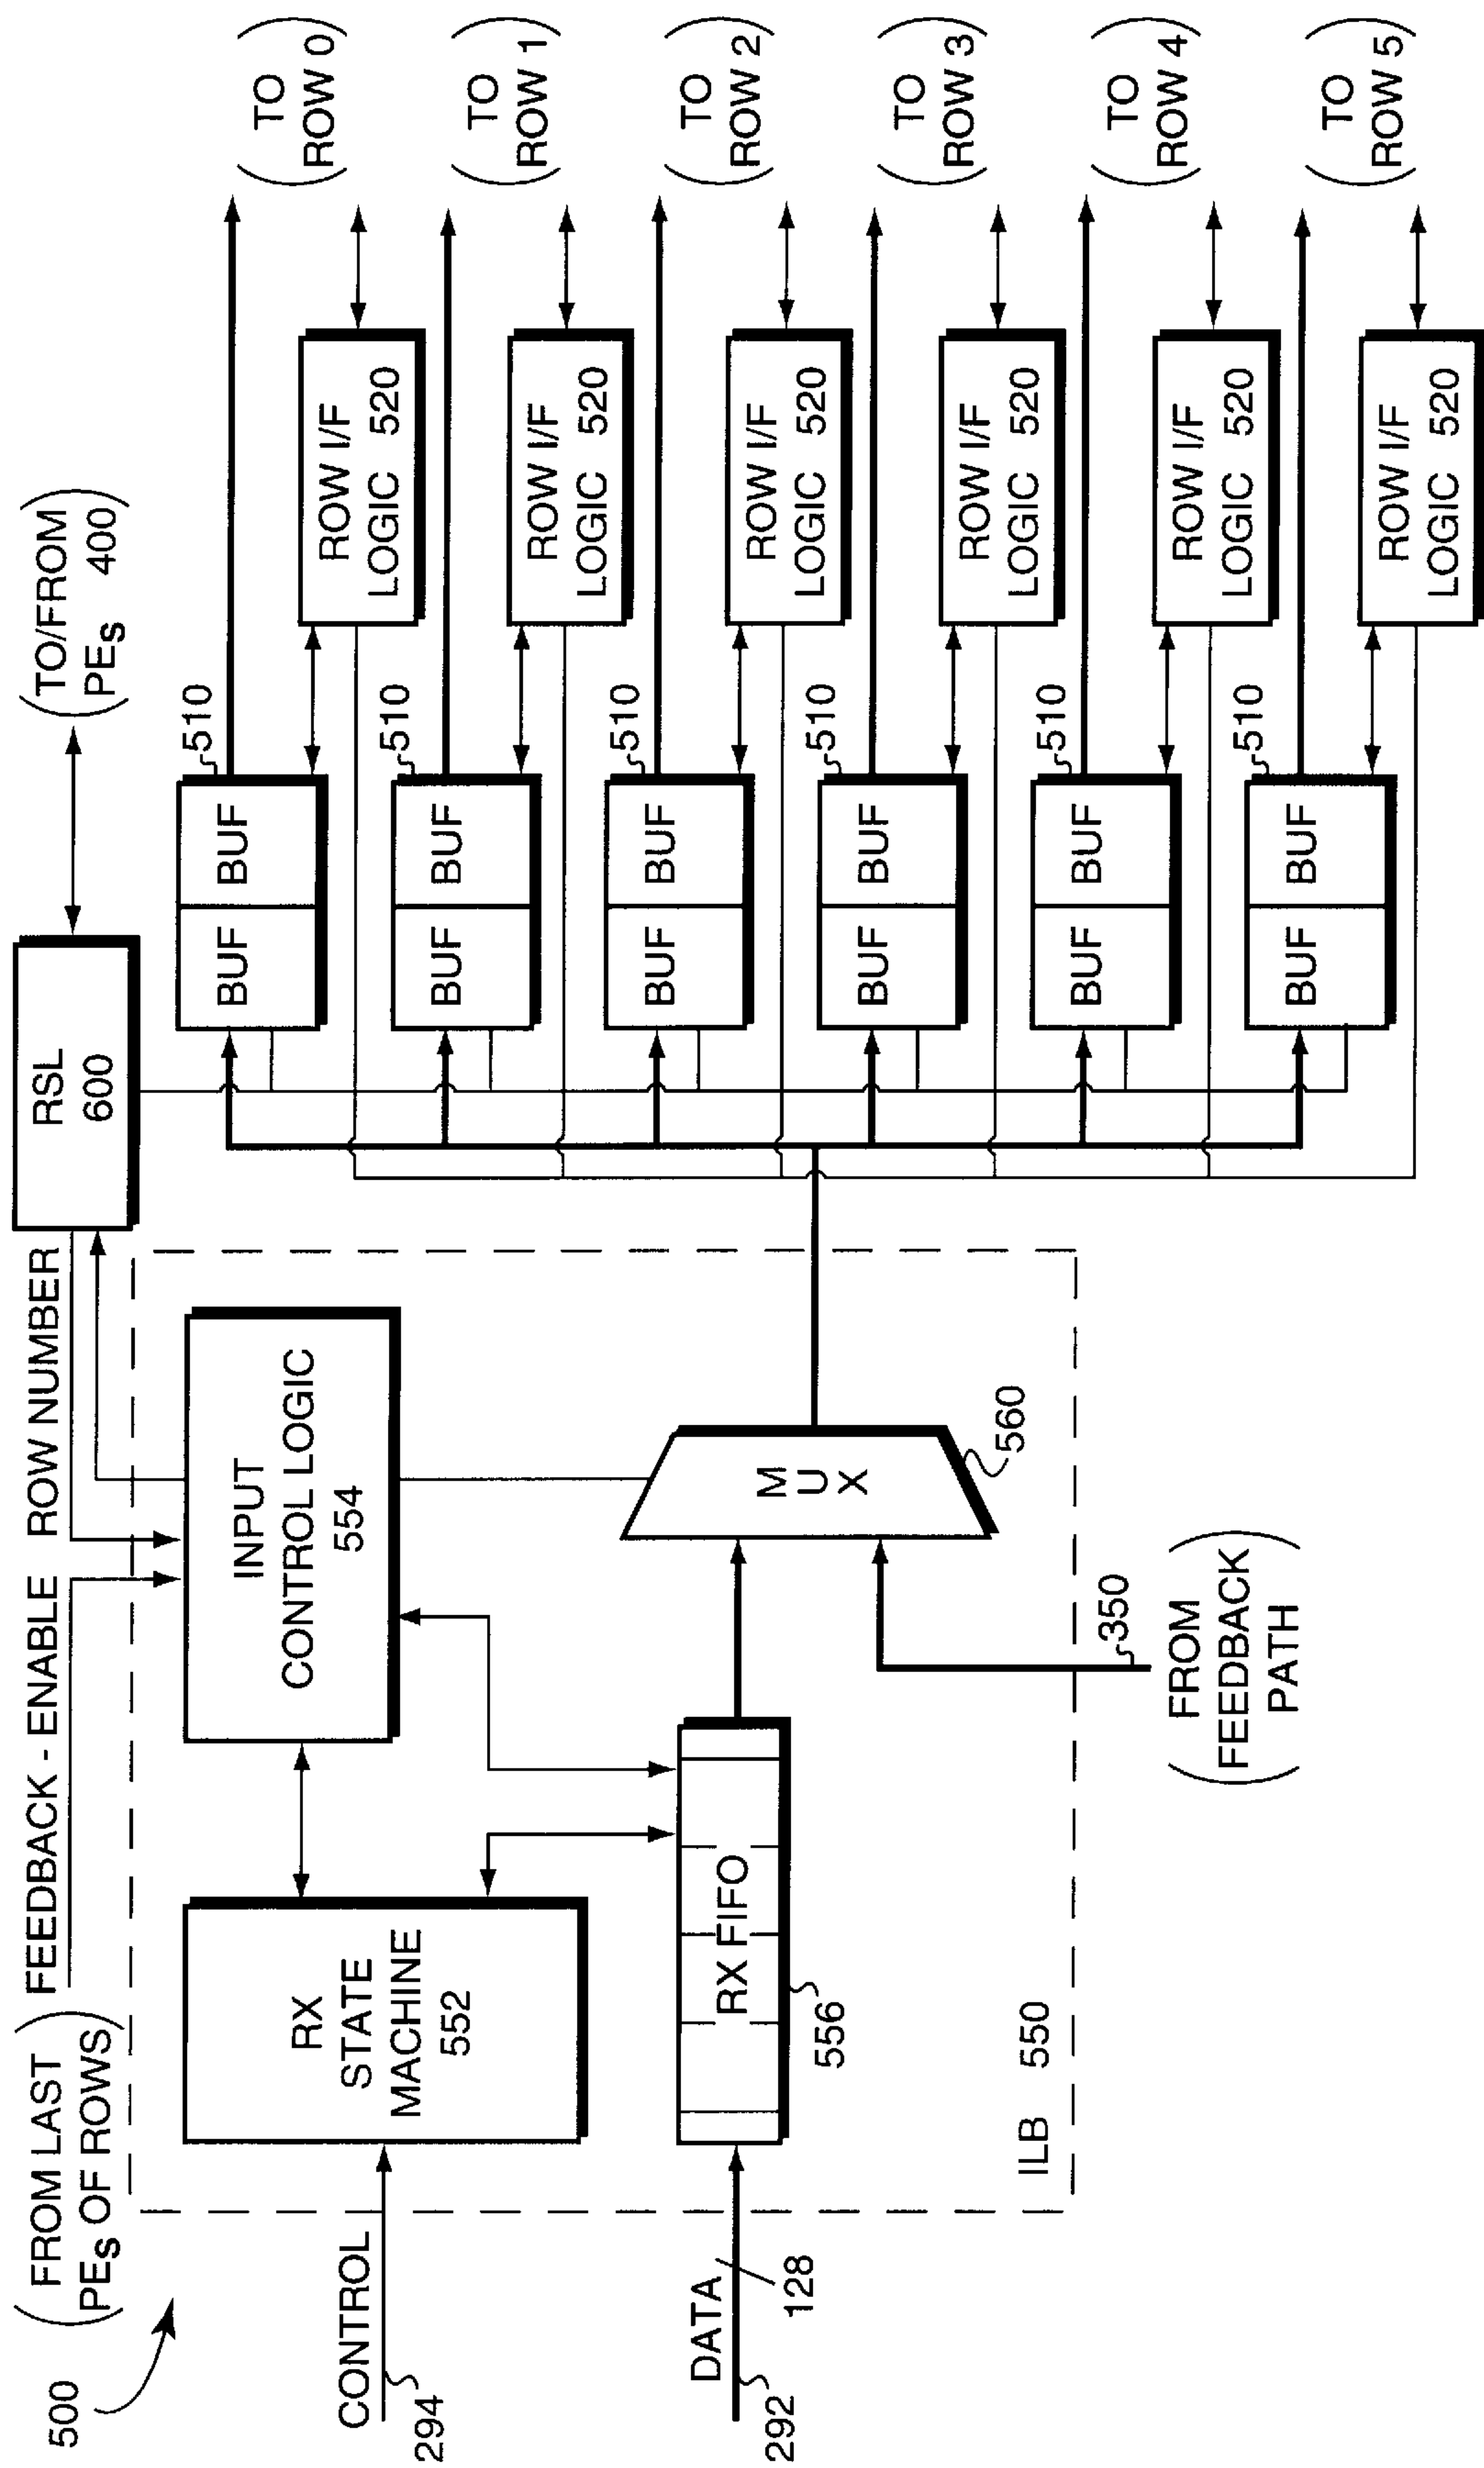 500
( FROM LAST
PEs OF ROWS )
FEEDBACK - ENABLE
ROW NUMBER
RSL
600
( TO/FROM
PEs 400 )
CONTROL
294
RX
STATE
MACHINE
552
INPUT
CONTROL LOGIC
554
DATA
128
292
RX FIFO
556
M
U
X
560
350
( FROM
FEEDBACK
PATH )
ILB 550
BUF BUF
510
ROW I/F
LOGIC 520
( TO
ROW 0 )
BUF BUF
510
ROW I/F
LOGIC 520
( TO
ROW 1 )
BUF BUF
510
ROW I/F
LOGIC 520
( TO
ROW 2 )
BUF BUF
510
ROW I/F
LOGIC 520
( TO
ROW 3 )
BUF BUF
510
ROW I/F
LOGIC 520
( TO
ROW 4 )
BUF BUF
510
ROW I/F
LOGIC 520
( TO
ROW 5 )